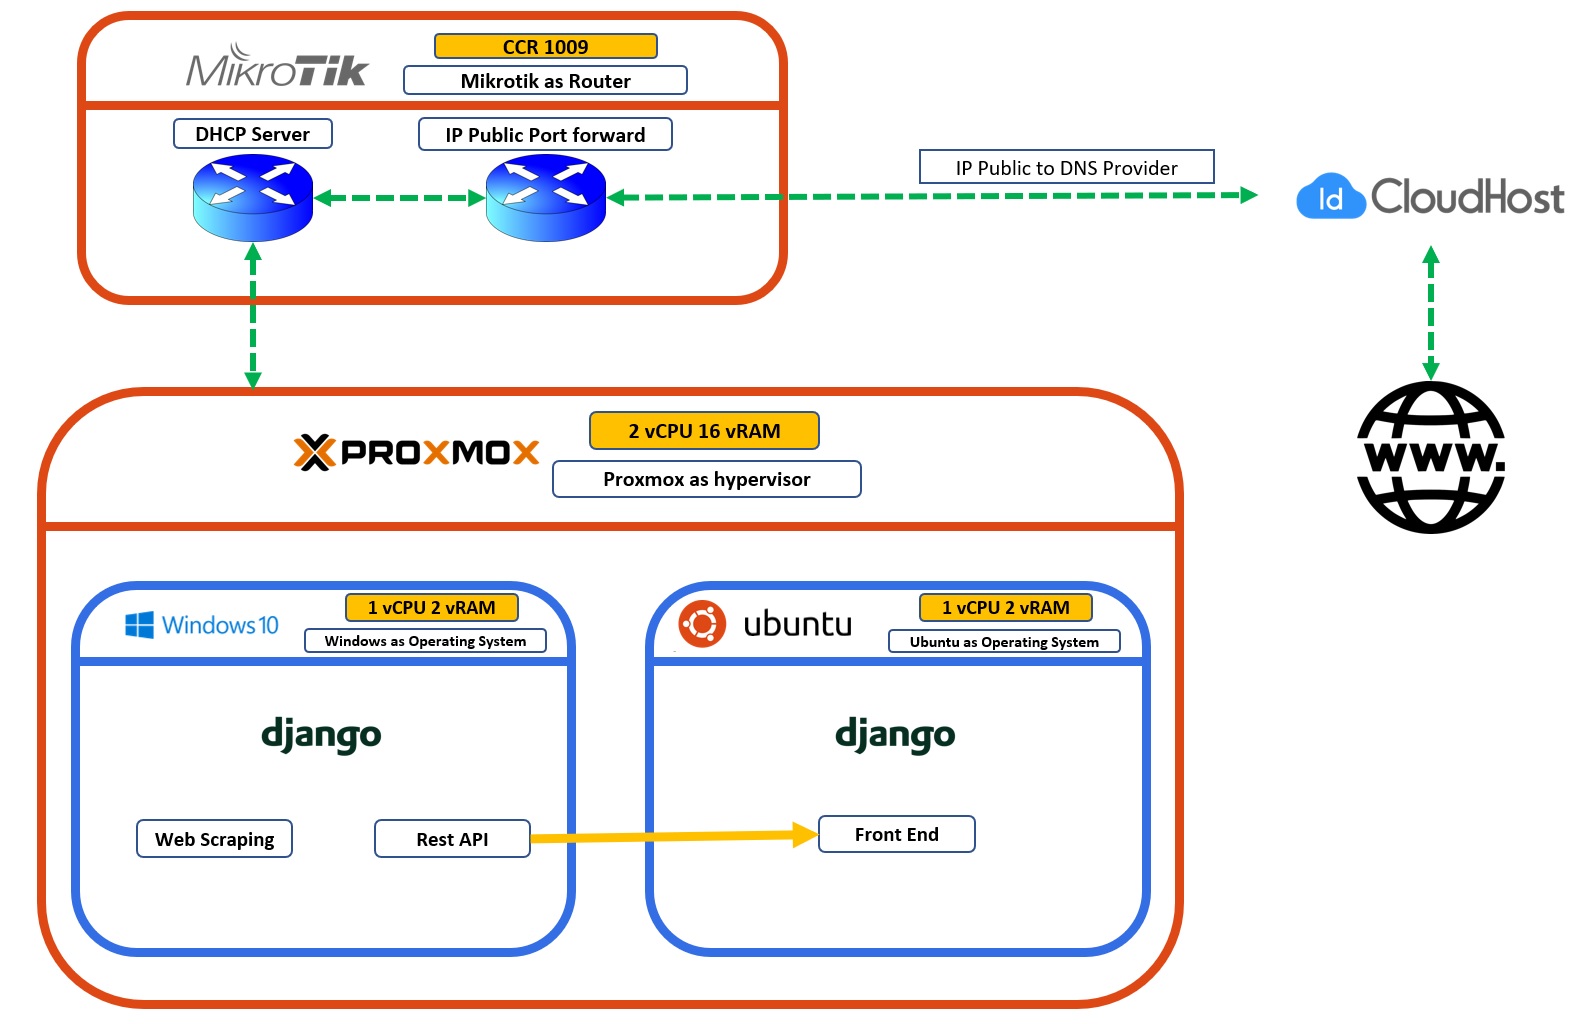 MikroTik
CCR 1009
Mikrotik as Router
DHCP Server
IP Public Port forward
IP Public to DNS Provider
Id CloudHost
www.
PROXMOX
2 vCPU 16 vRAM
Proxmox as hypervisor
Windows 10
1 vCPU 2 vRAM
Windows as Operating System
ubuntu
1 vCPU 2 vRAM
Ubuntu as Operating System
django
django
Web Scraping
Rest API
Front End